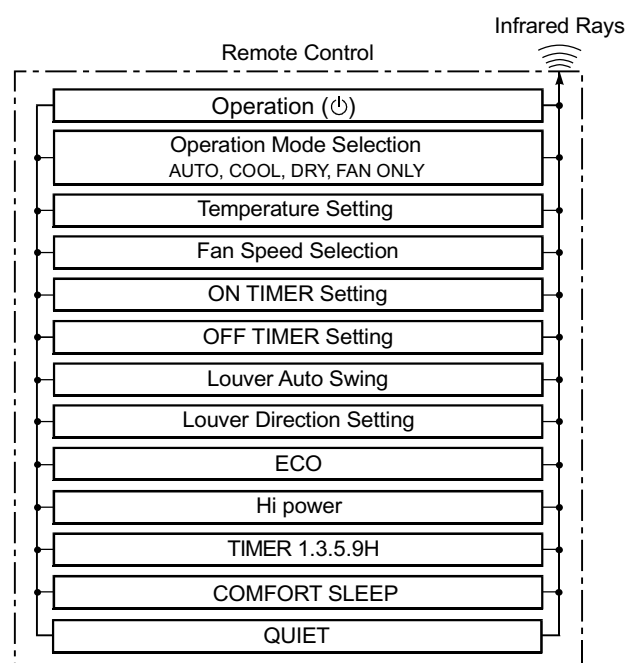 Infrared Rays
Remote Control
Operation (⏻)
Operation Mode Selection
AUTO, COOL, DRY, FAN ONLY
Temperature Setting
Fan Speed Selection
ON TIMER Setting
OFF TIMER Setting
Louver Auto Swing
Louver Direction Setting
ECO
Hi power
TIMER 1.3.5.9H
COMFORT SLEEP
QUIET